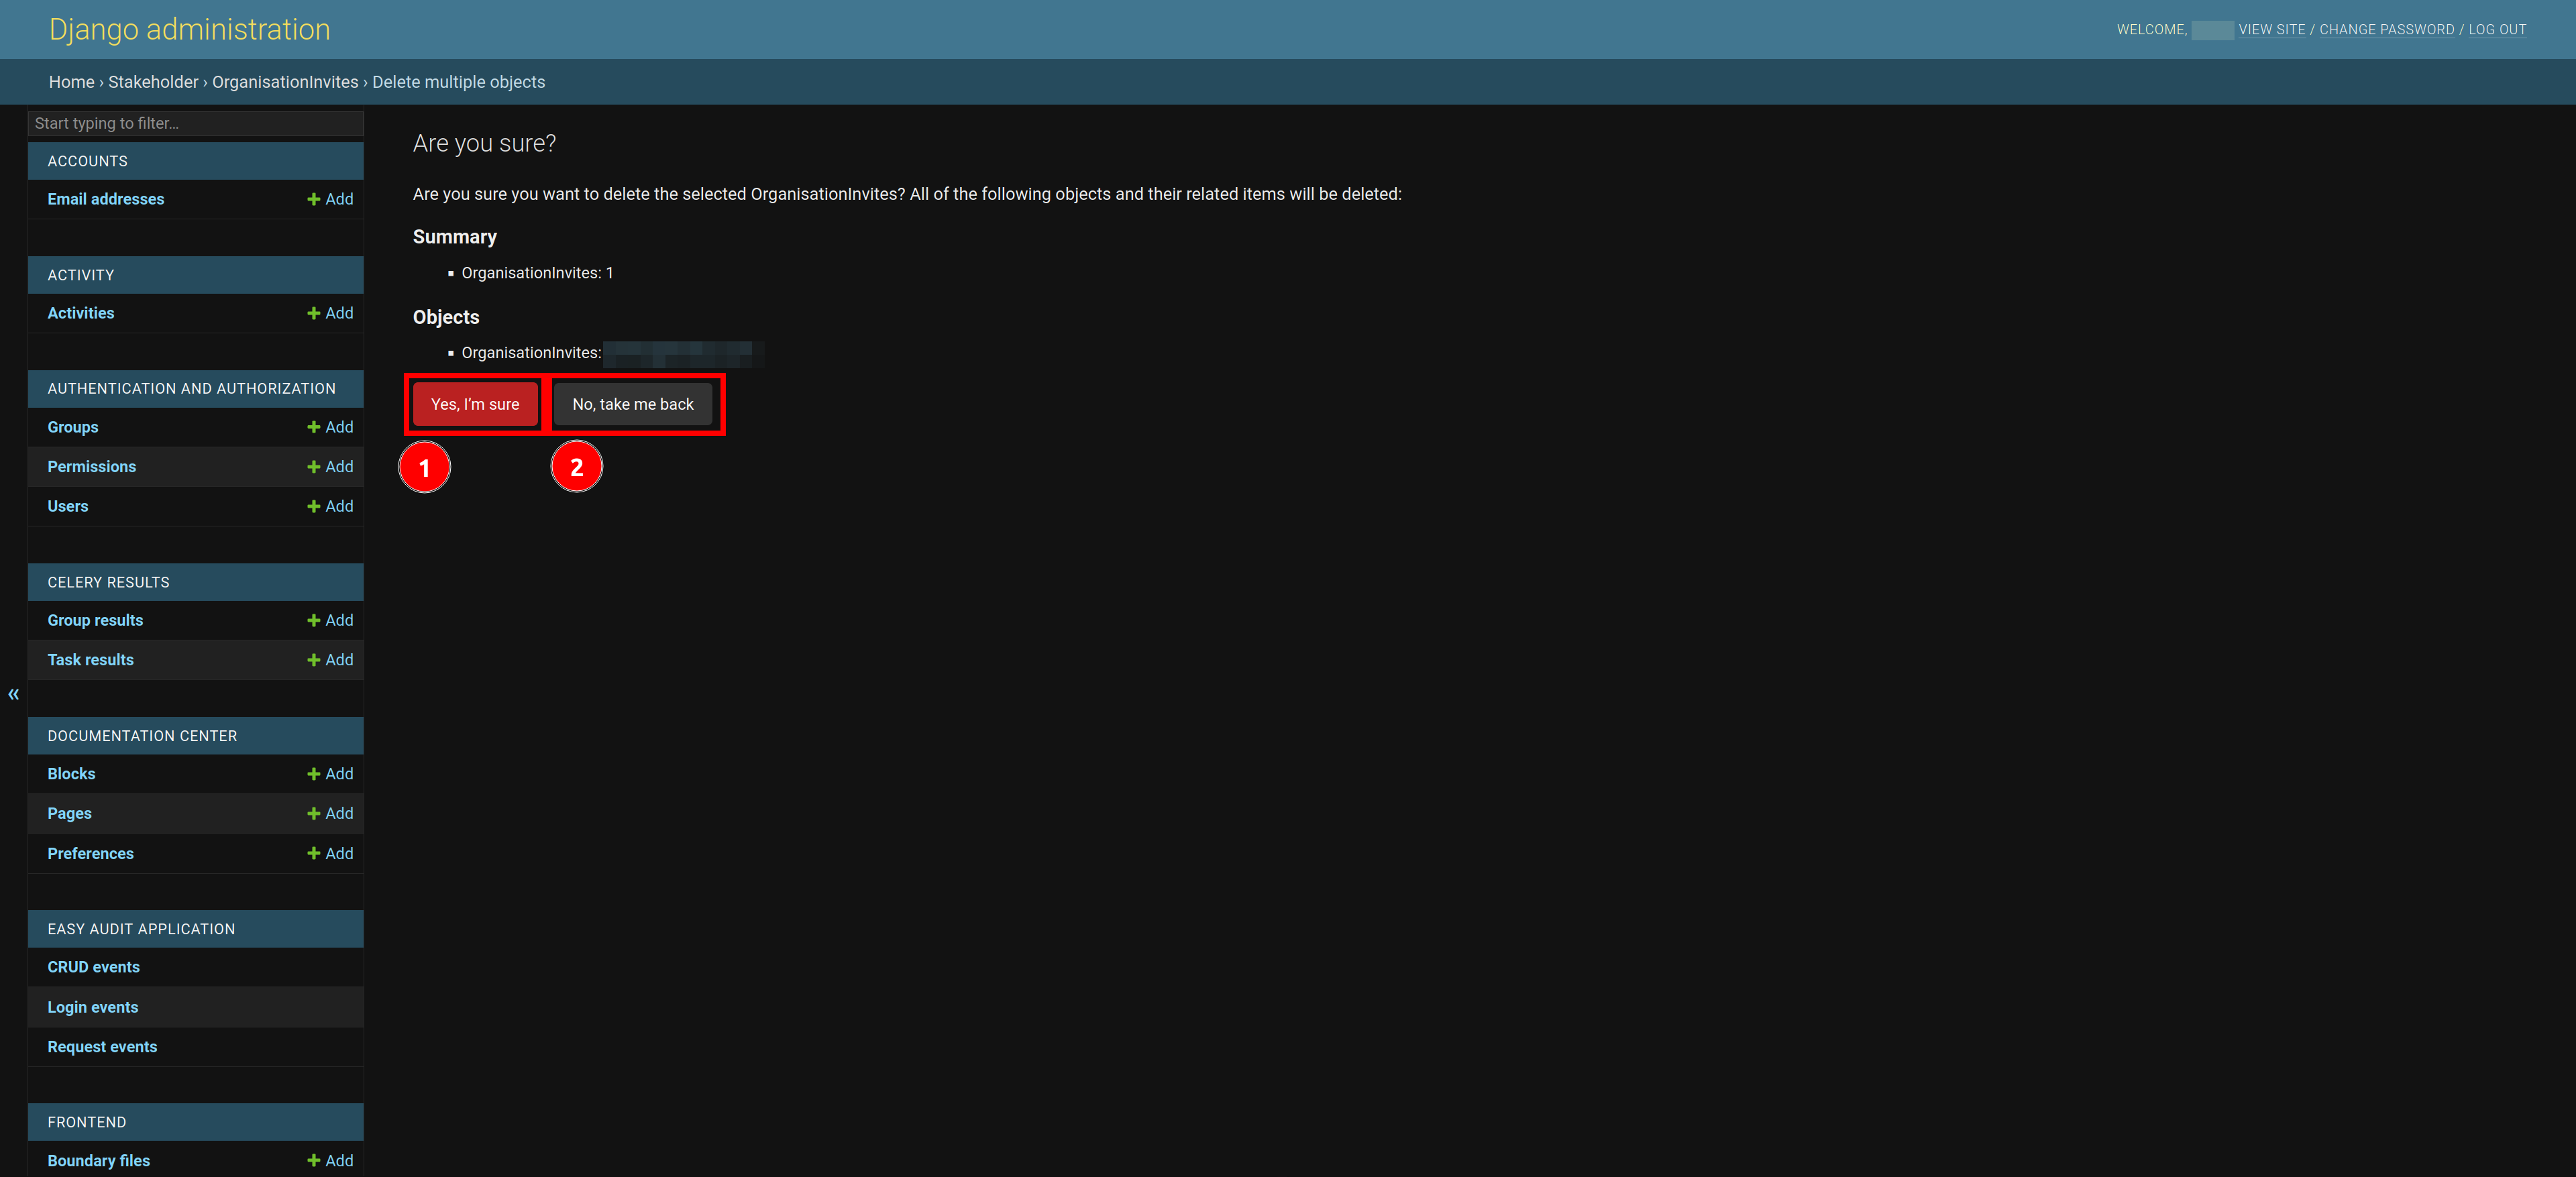 Django administration
WELCOME, VIEW SITE / CHANGE PASSWORD / LOG OUT
Home › Stakeholder › OrganisationInvites › Delete multiple objects
Start typing to filter...
ACCOUNTS
Email addresses Add
ACTIVITY
Activities Add
AUTHENTICATION AND AUTHORIZATION
Groups Add
Permissions Add
Users Add
CELERY RESULTS
Group results Add
Task results Add
«
DOCUMENTATION CENTER
Blocks Add
Pages Add
Preferences Add
EASY AUDIT APPLICATION
CRUD events
Login events
Request events
FRONTEND
Boundary files Add
Are you sure?
Are you sure you want to delete the selected OrganisationInvites? All of the following objects and their related items will be deleted:
Summary
OrganisationInvites: 1
Objects
OrganisationInvites:
Yes, I’m sure No, take me back
1 2